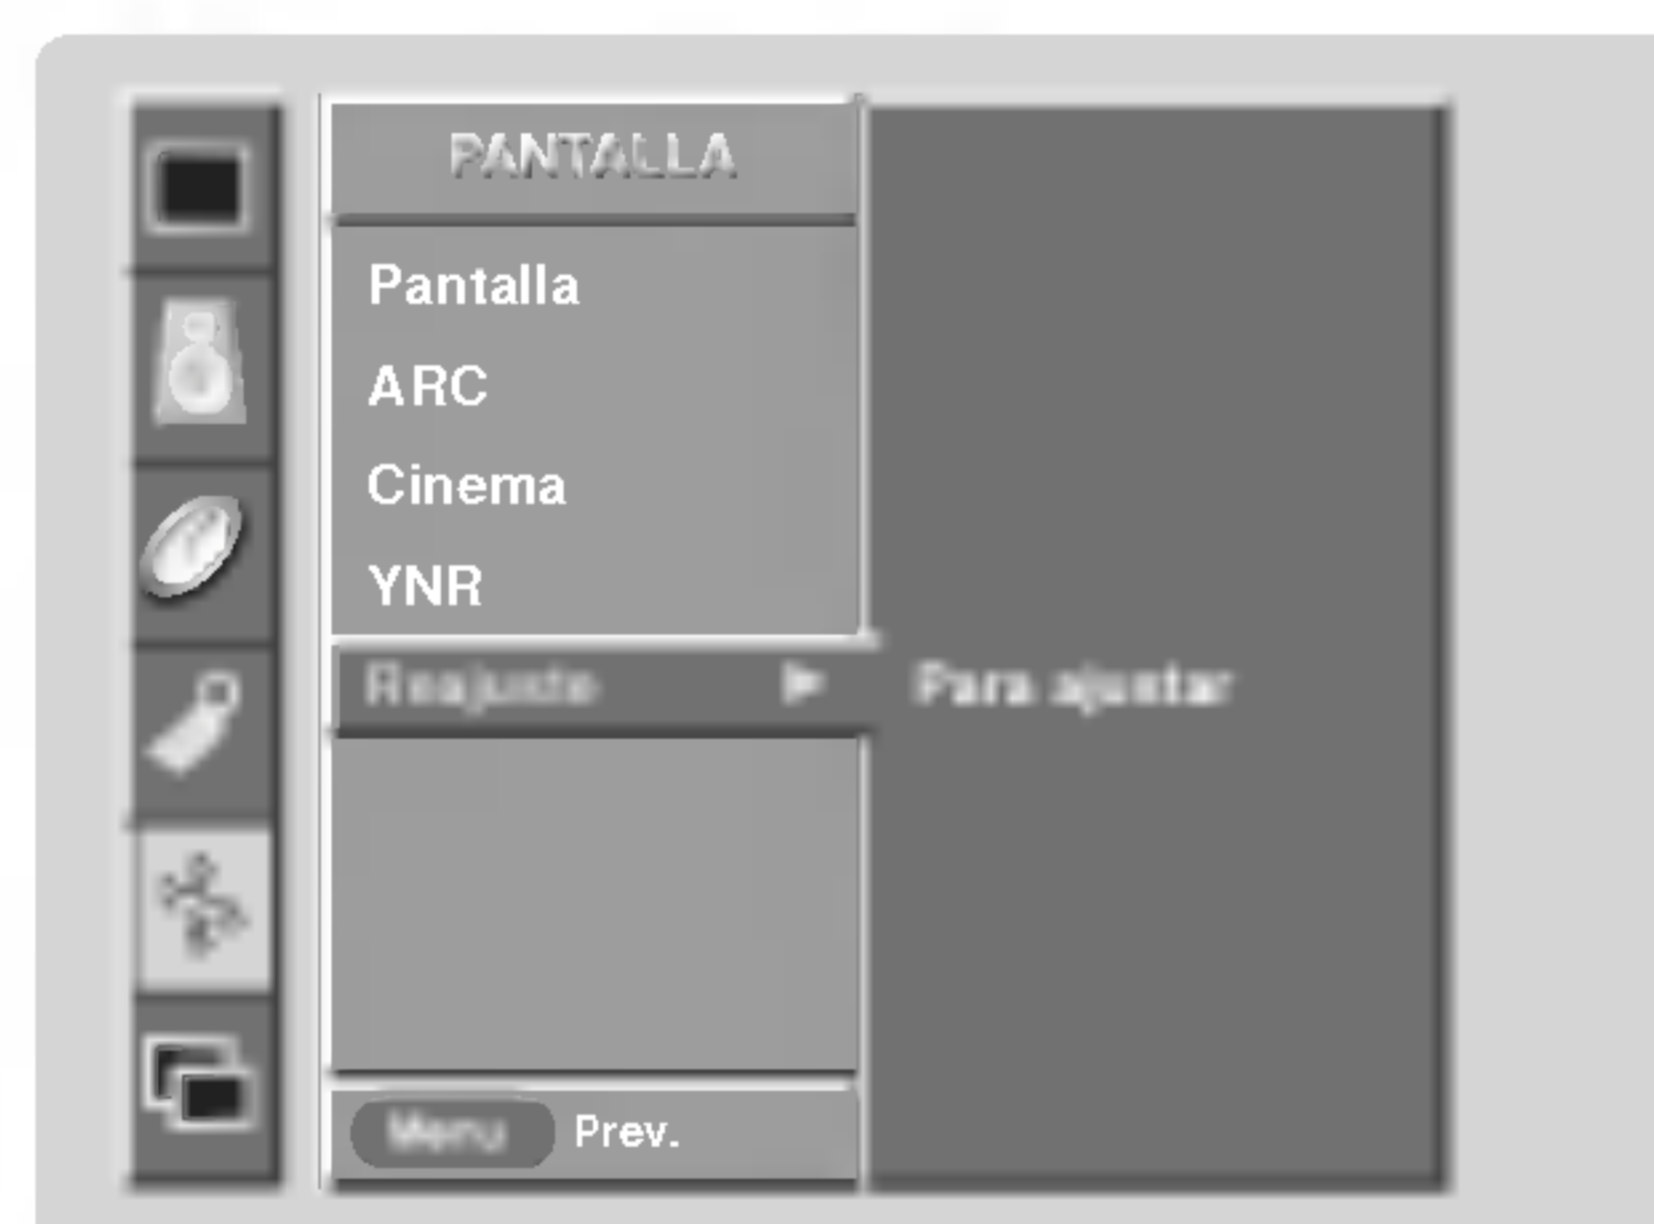 PANTALLA
Pantalla
ARC
Cinema
YNR
Reajuste ▶ Para ajustar
Menu Prev.